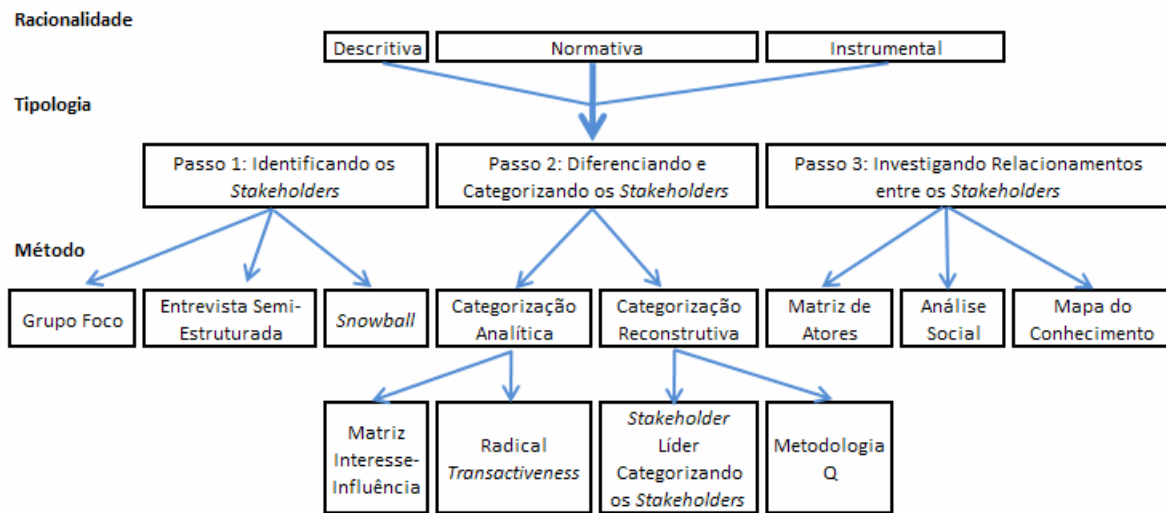 Racionalidade
Descritiva
Normativa
Instrumental
Tipologia
Passo 1: Identificando os
Stakeholders
Passo 2: Diferenciando e
Categorizando os Stakeholders
Passo 3: Investigando Relacionamentos
entre os Stakeholders
Método
Grupo Foco
Entrevista Semi-
Estruturada
Snowball
Categorização
Analítica
Categorização
Reconstrutiva
Matriz de
Atores
Análise
Social
Mapa do
Conhecimento
Matriz
Interesse-
Influência
Radical
Transactiveness
Stakeholder
Líder
Categorizando
os Stakeholders
Metodologia
Q